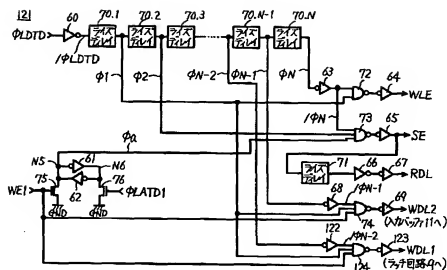 121
60
70.1
70.2
70.3
70.N-1
70.N
φLDTD
ライズ
ディレイ
ライズ
ディレイ
ライズ
ディレイ
ライズ
ディレイ
ライズ
ディレイ
/φLDTD
φ1
φ2
φN-2
φN-1
φN
63
72
64
WLE
/φN
73
65
SE
φa
N5
61
N6
75
62
76
WE1
φLATD1
GND
GND
ライズ
ディレイ
71
66
67
RDL
68
/φN-1
69
WDL2
74
(入力バッファ11へ)
122
/φN-2
123
WDL1
124
(ラッチ回路9へ)